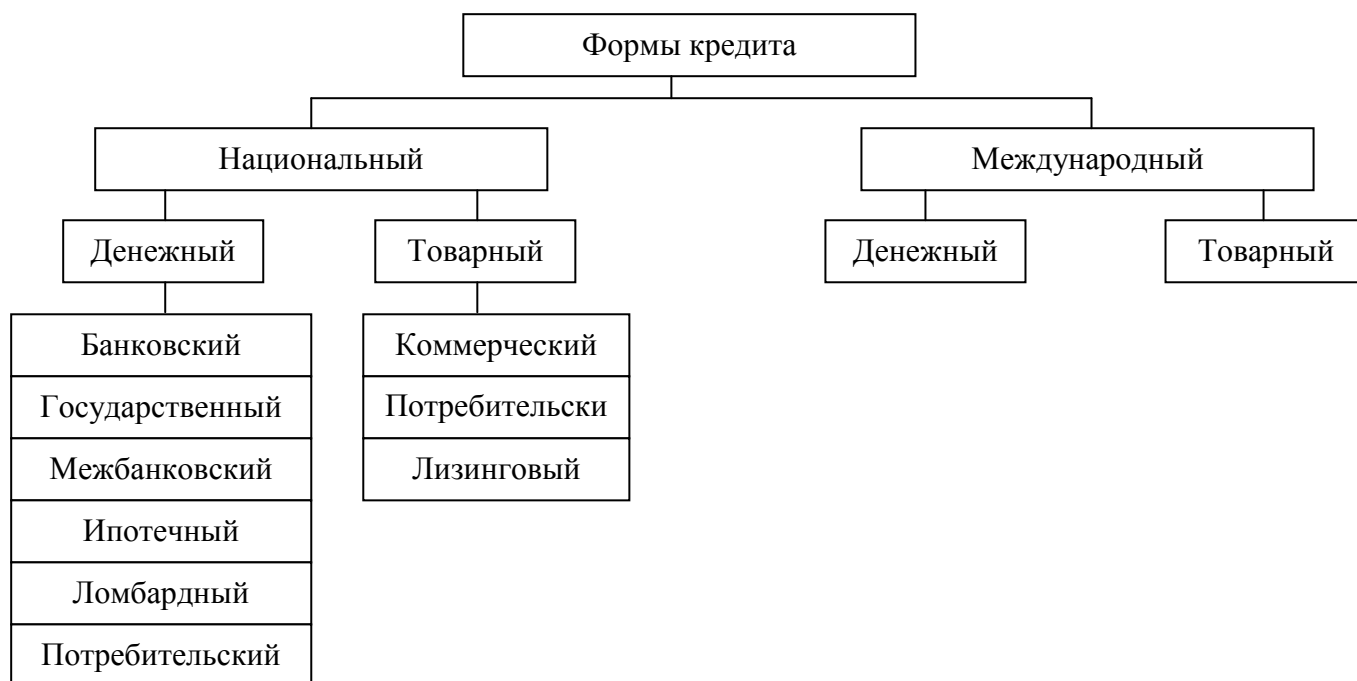 Формы кредита
Национальный
Международный
Денежный
Товарный
Денежный
Товарный
Банковский
Коммерческий
Государственный
Потребительски
Межбанковский
Лизинговый
Ипотечный
Ломбардный
Потребительский